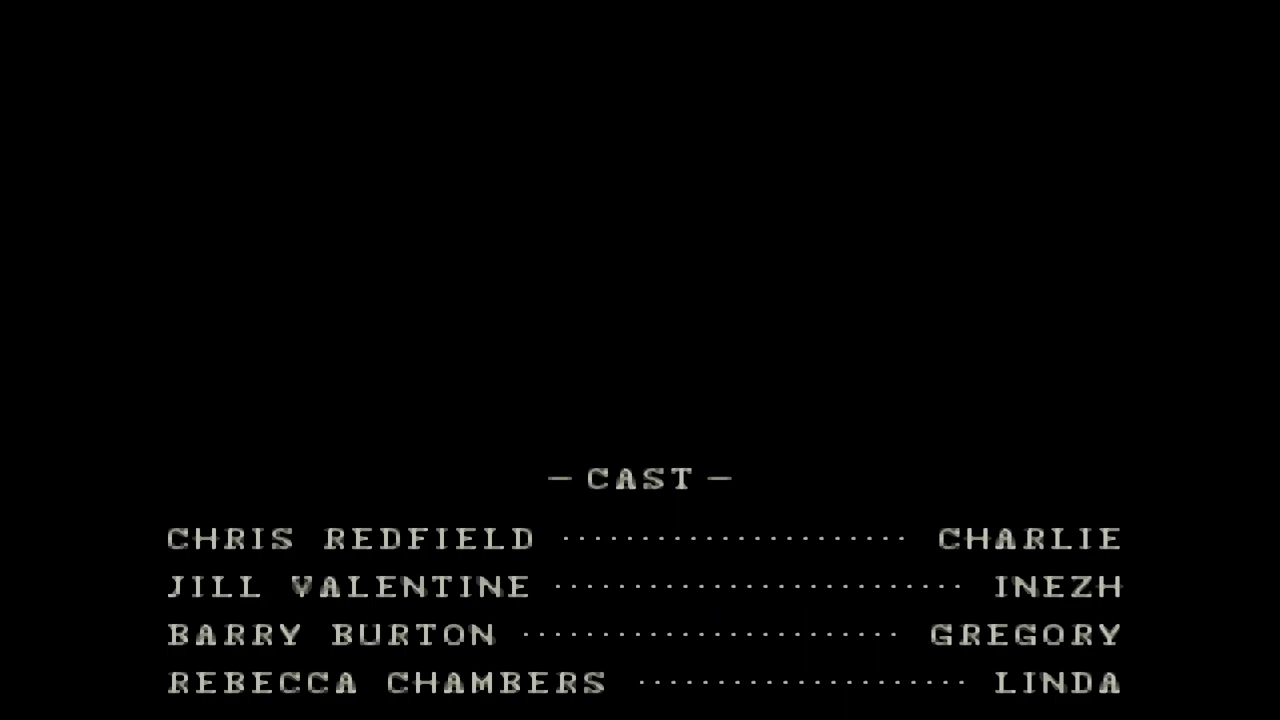 — CAST —
CHRIS REDFIELD ······················ CHARLIE
JILL VALENTINE ·························· INEZH
BARRY BURTON ························ GREGORY
REBECCA CHAMBERS ····················· LINDA